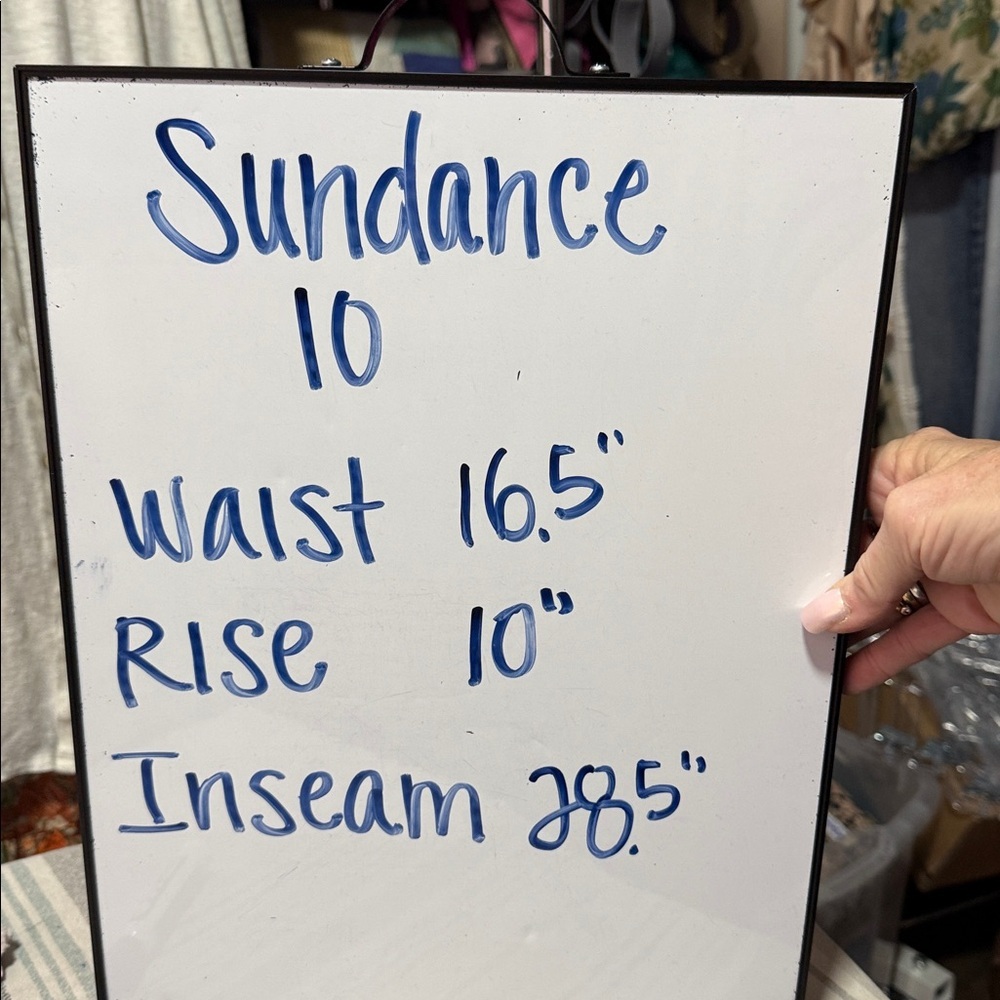 Sundance
10
Waist 16.5"
Rise 10"
Inseam 28.5"